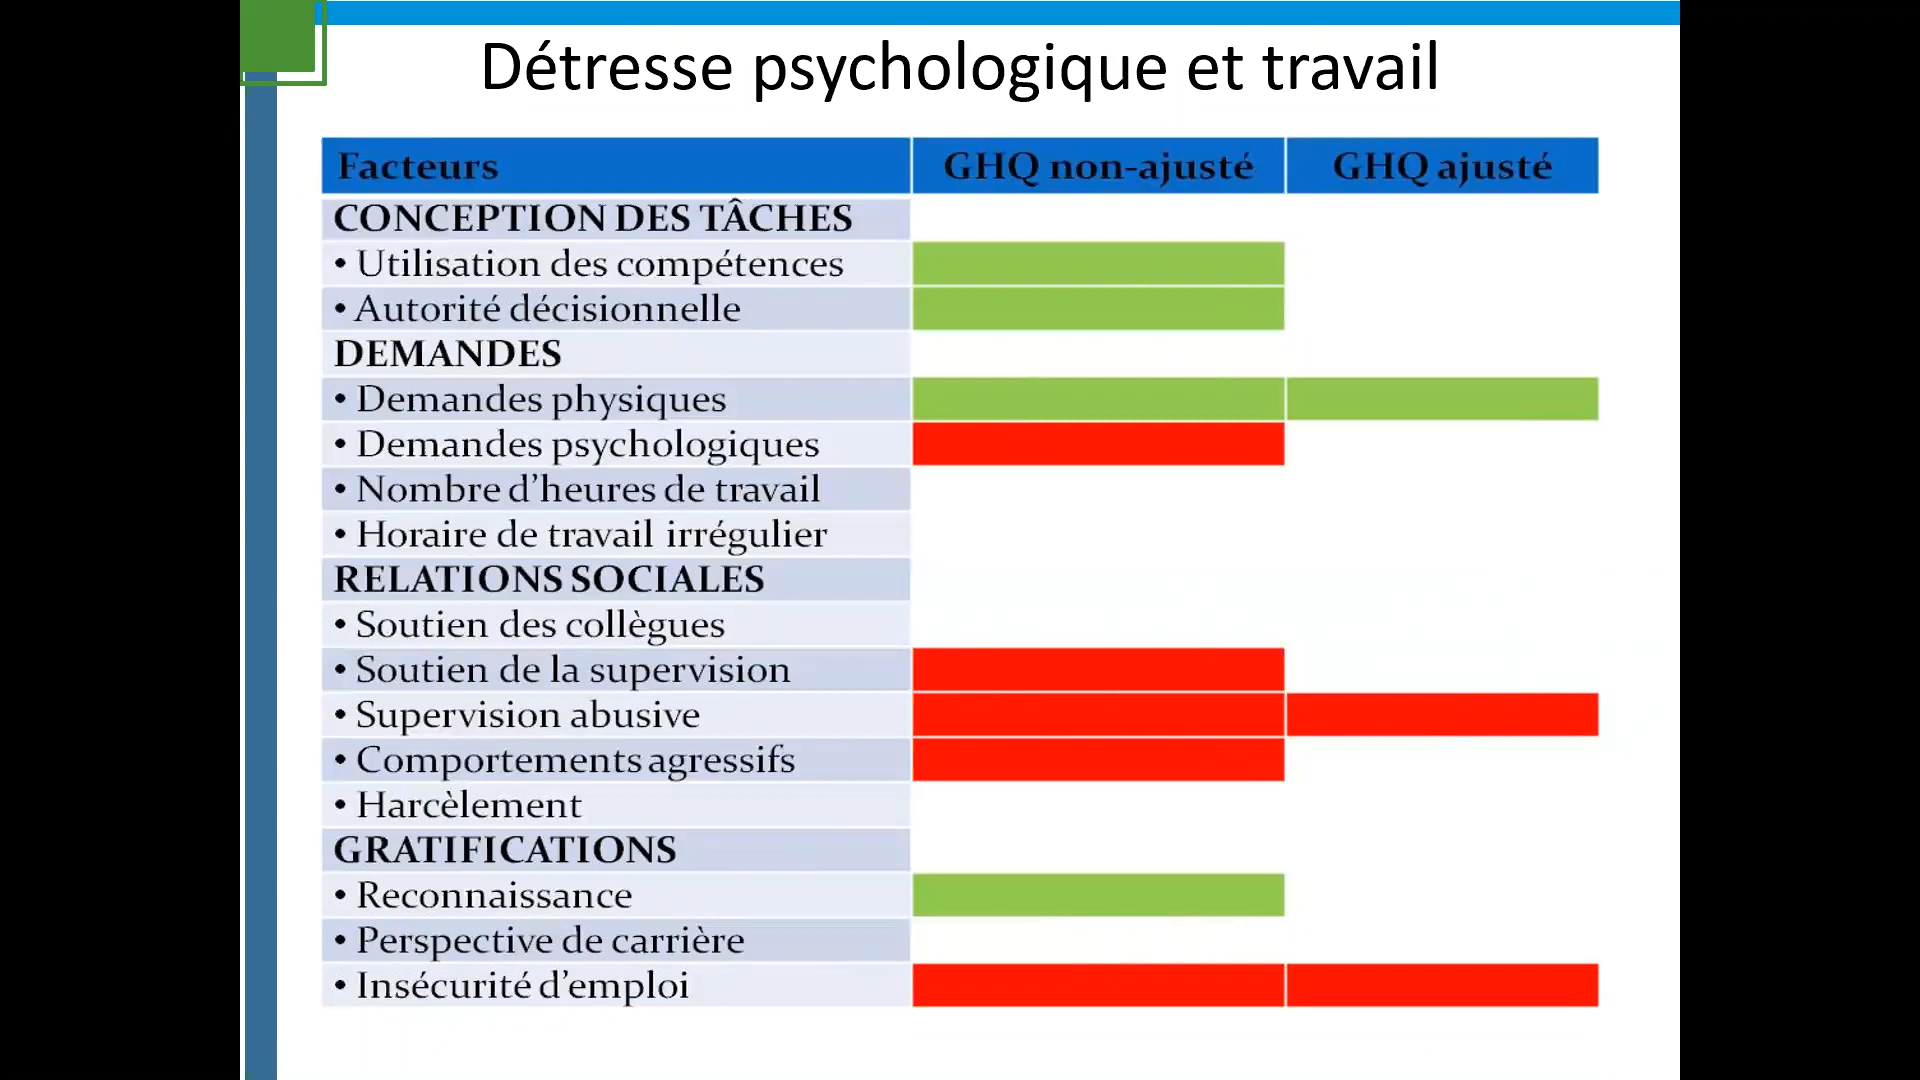 Détresse psychologique et travail
Facteurs GHQ non-ajusté GHQ ajusté
CONCEPTION DES TÂCHES
• Utilisation des compétences
• Autorité décisionnelle
DEMANDES
• Demandes physiques
• Demandes psychologiques
• Nombre d’heures de travail
• Horaire de travail irrégulier
RELATIONS SOCIALES
• Soutien des collègues
• Soutien de la supervision
• Supervision abusive
• Comportements agressifs
• Harcèlement
GRATIFICATIONS
• Reconnaissance
• Perspective de carrière
• Insécurité d’emploi